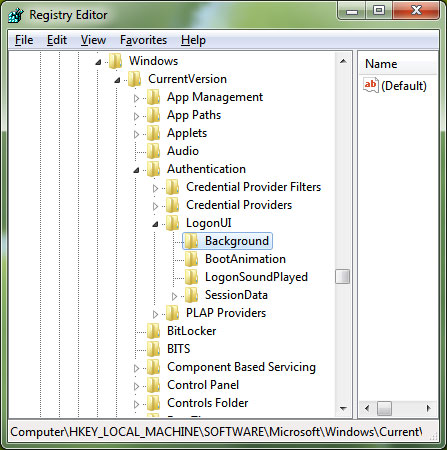 Registry Editor
File Edit View Favorites Help
Windows
CurrentVersion
App Management
App Paths
Applets
Audio
Authentication
Credential Provider Filters
Credential Providers
LogonUI
Background
BootAnimation
LogonSoundPlayed
SessionData
PLAP Providers
BitLocker
BITS
Component Based Servicing
Control Panel
Controls Folder
Name
ab (Default)
Computer\HKEY_LOCAL_MACHINE\SOFTWARE\Microsoft\Windows\Current\